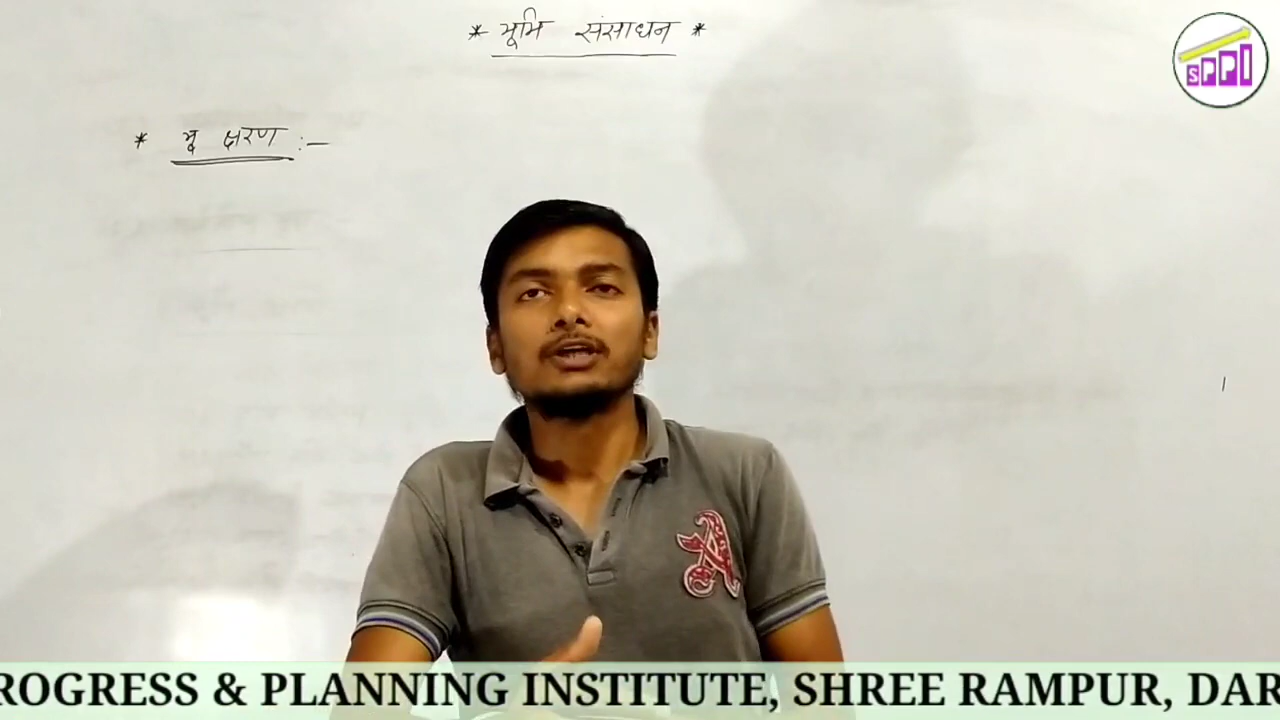 * भूमि संसाधन *
SPPI
* भू क्षरण :-
ROGRESS & PLANNING INSTITUTE, SHREE RAMPUR, DAR